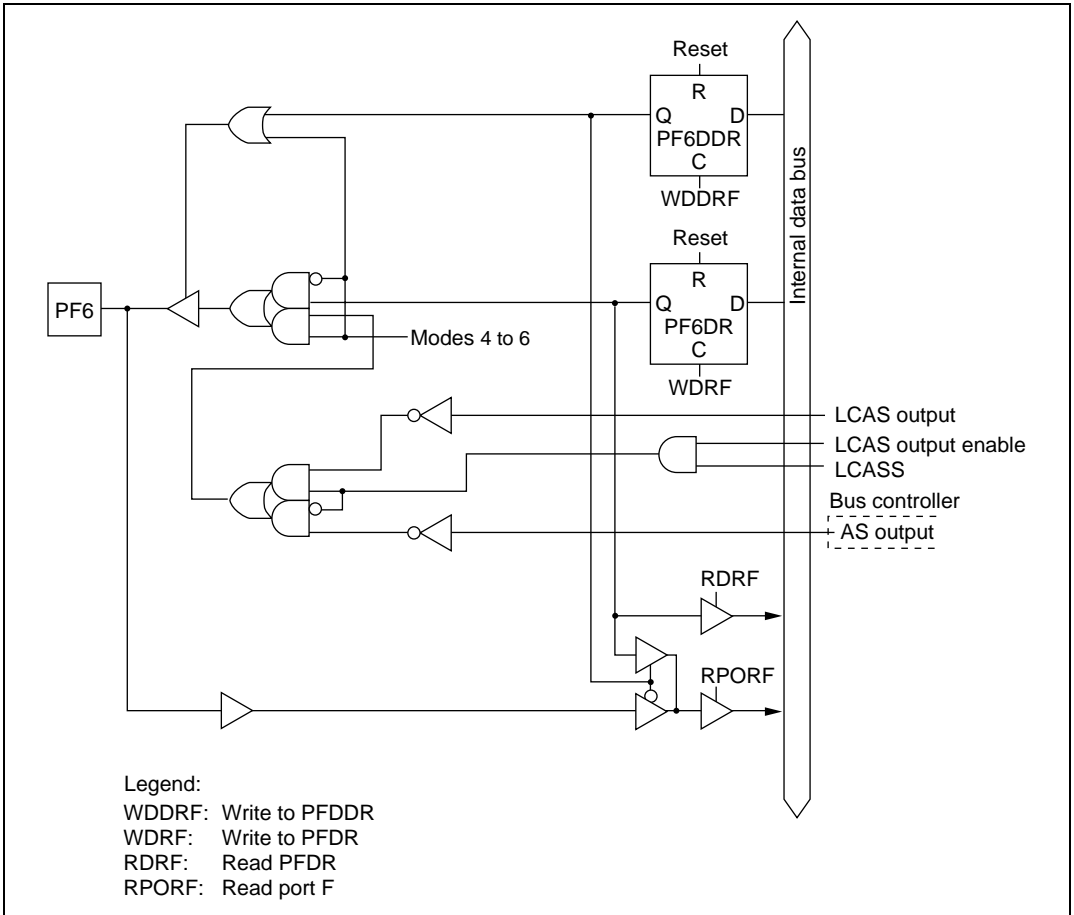 Reset
R
Q D
PF6DDR
C
WDDRF
Internal data bus
Reset
R
PF6
Q D
PF6DR
C
Modes 4 to 6
WDRF
LCAS output
LCAS output enable
LCASS
Bus controller
AS output
RDRF
RPORF
Legend:
WDDRF: Write to PFDDR
WDRF: Write to PFDR
RDRF: Read PFDR
RPORF: Read port F